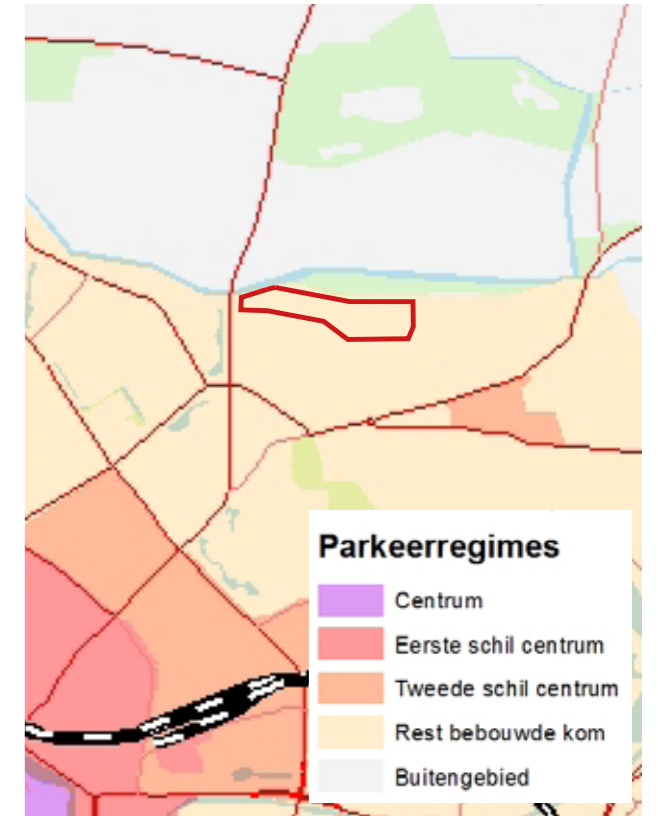 Parkeerregimes
Centrum
Eerste schil centrum
Tweede schil centrum
Rest bebouwde kom
Buitengebied